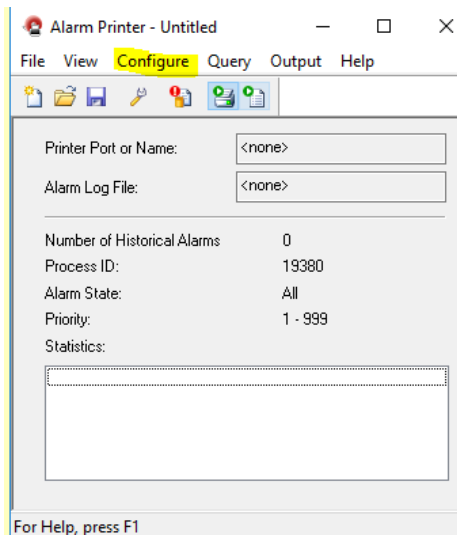 Alarm Printer - Untitled
File View Configure Query Output Help
Printer Port or Name: <none>
Alarm Log File: <none>
Number of Historical Alarms 0
Process ID: 19380
Alarm State: All
Priority: 1 - 999
Statistics:
For Help, press F1